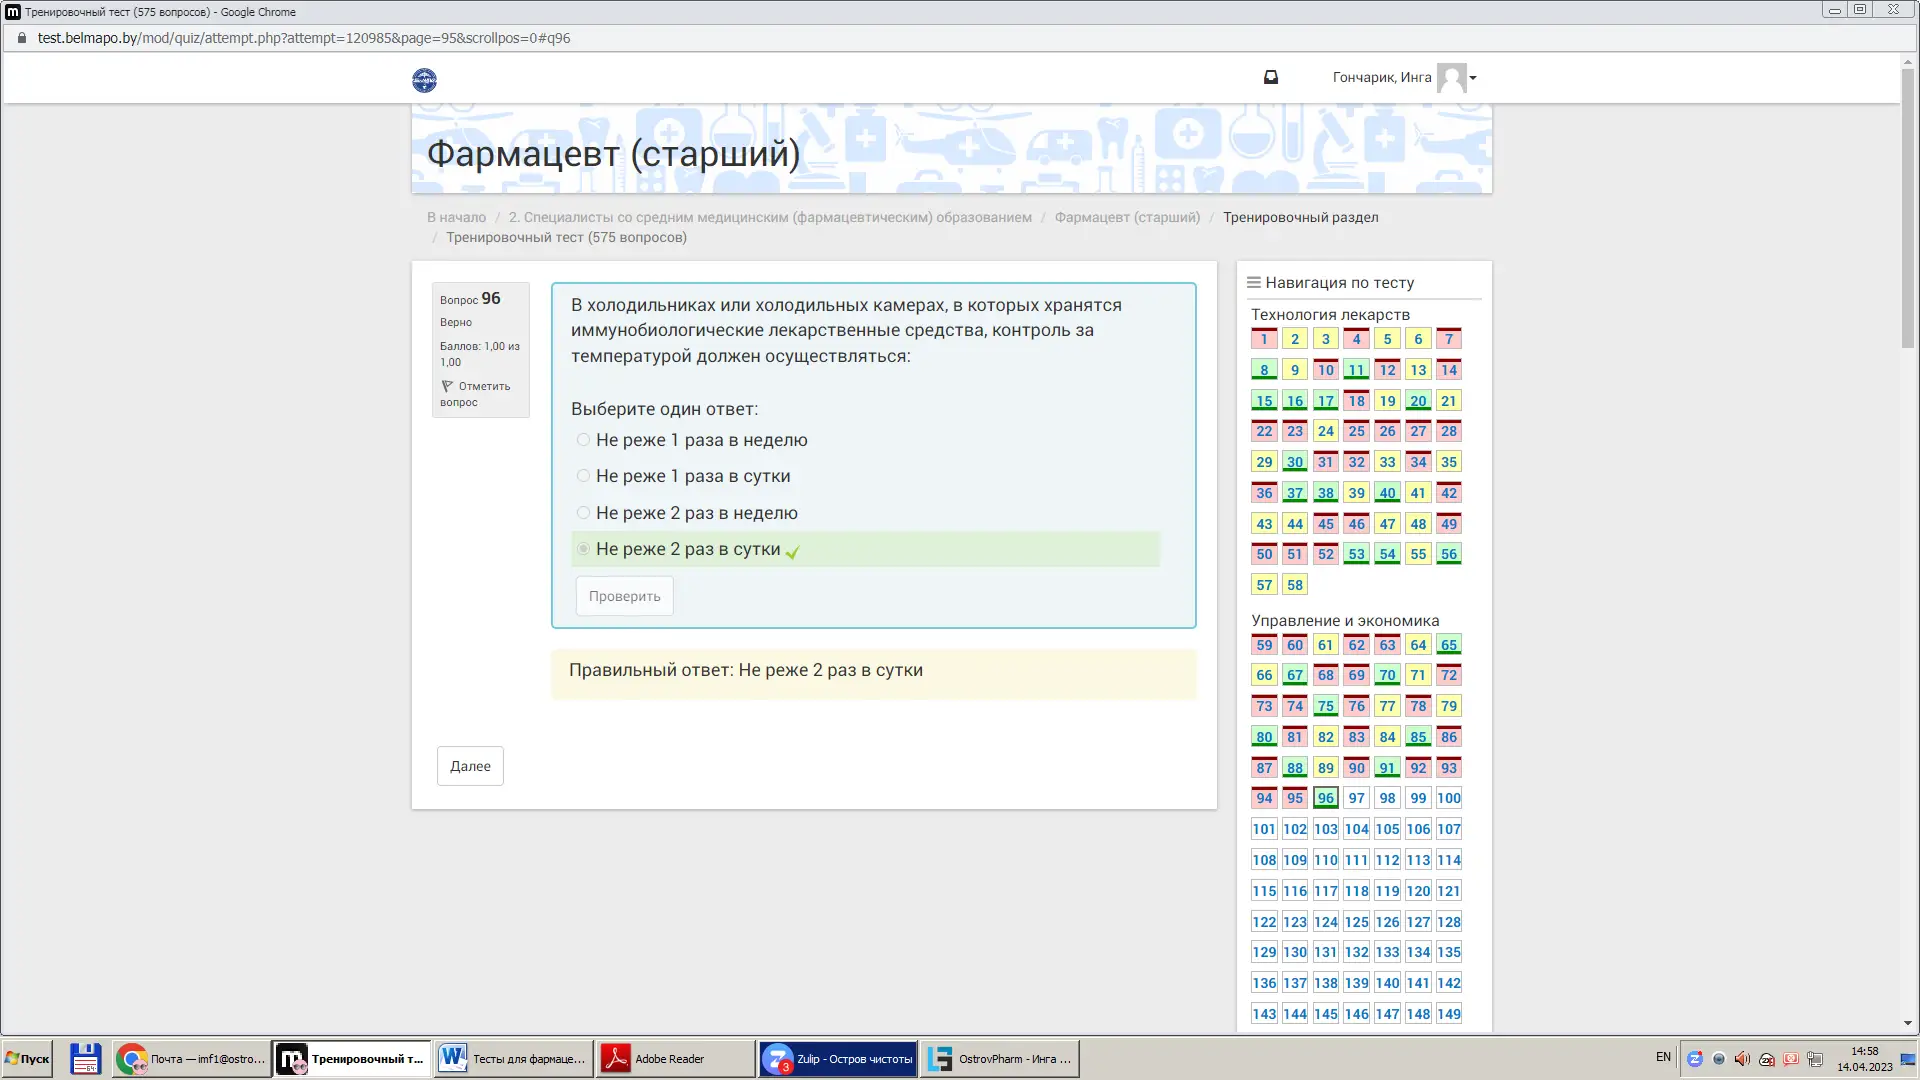 Тренировочный тест (575 вопросов) - Google Chrome
test.belmapo.by/mod/quiz/attempt.php?attempt=120985&page=95&scrollpos=0#q96
Гончарик, Инга
Фармацевт (старший)
В начало / 2. Специалисты со средним медицинским (фармацевтическим) образованием / Фармацевт (старший) / Тренировочный раздел
/ Тренировочный тест (575 вопросов)
Вопрос 96
Верно
Баллов: 1,00 из
1,00
Отметить
вопрос
В холодильниках или холодильных камерах, в которых хранятся
иммунобиологические лекарственные средства, контроль за
температурой должен осуществляться:
Выберите один ответ:
Не реже 1 раза в неделю
Не реже 1 раза в сутки
Не реже 2 раз в неделю
Не реже 2 раз в сутки
Проверить
Правильный ответ: Не реже 2 раз в сутки
Далее
Навигация по тесту
Технология лекарств
1 2 3 4 5 6 7
8 9 10 11 12 13 14
15 16 17 18 19 20 21
22 23 24 25 26 27 28
29 30 31 32 33 34 35
36 37 38 39 40 41 42
43 44 45 46 47 48 49
50 51 52 53 54 55 56
57 58
Управление и экономика
59 60 61 62 63 64 65
66 67 68 69 70 71 72
73 74 75 76 77 78 79
80 81 82 83 84 85 86
87 88 89 90 91 92 93
94 95 96 97 98 99 100
101 102 103 104 105 106 107
108 109 110 111 112 113 114
115 116 117 118 119 120 121
122 123 124 125 126 127 128
129 130 131 132 133 134 135
136 137 138 139 140 141 142
143 144 145 146 147 148 149
Пуск
Почта — imf1@ostro...
Тренировочный т...
Тесты для фармаце...
Adobe Reader
Zulip - Остров чистоты
OstrovPharm - Инга ...
EN
14:58
14.04.2023